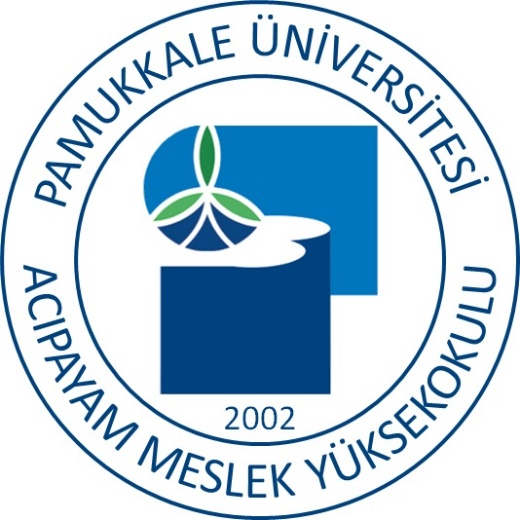 PAMUKKALE ÜNİVERSİTESİ
2002
ACIPAYAM MESLEK YÜKSEKOKULU